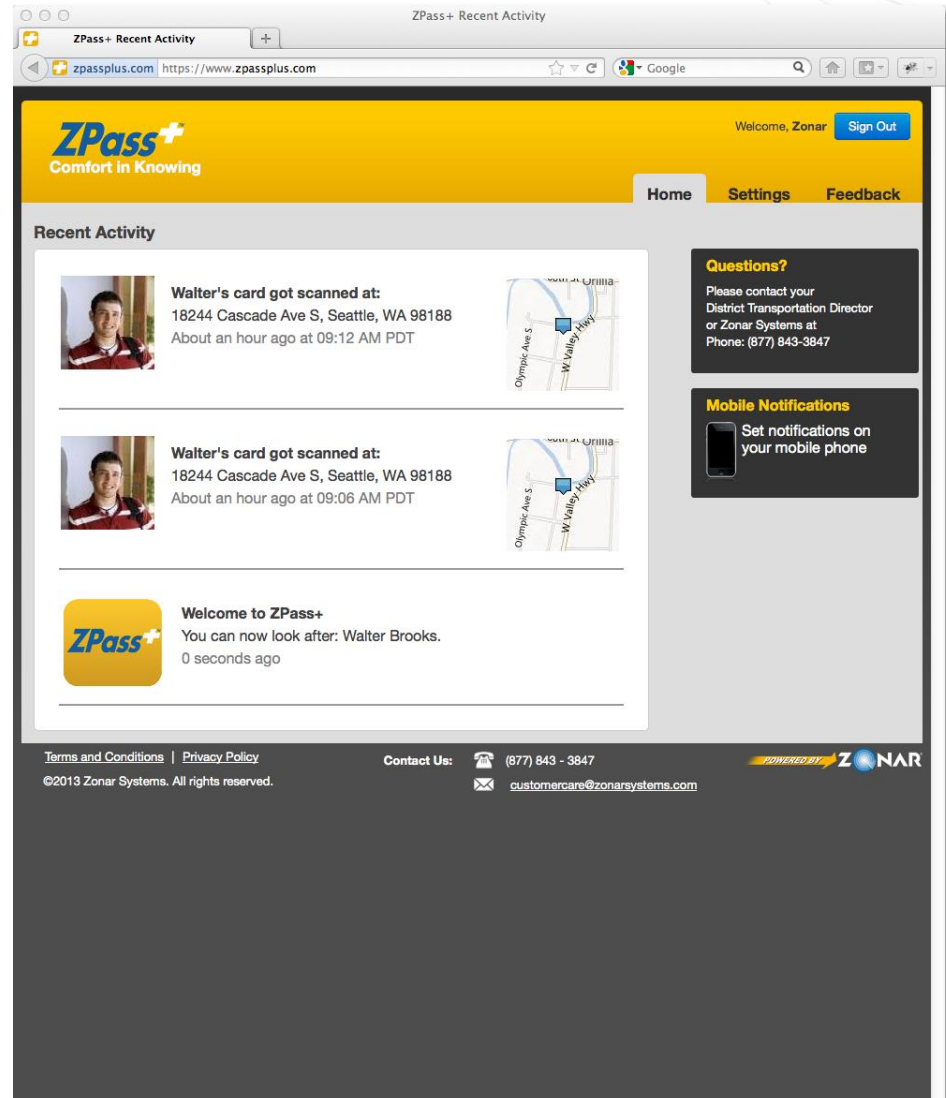 ZPass+ Recent Activity
ZPass+ Recent Activity
zpassplus.com https://www.zpassplus.com
Google
ZPass+
Comfort in Knowing
Welcome, Zonar
Sign Out
Home
Settings
Feedback
Recent Activity
Walter's card got scanned at:
18244 Cascade Ave S, Seattle, WA 98188
About an hour ago at 09:12 AM PDT
Orillia
Olympic Ave S
W Valley Hwy
Walter's card got scanned at:
18244 Cascade Ave S, Seattle, WA 98188
About an hour ago at 09:06 AM PDT
Orillia
Olympic Ave S
W Valley Hwy
ZPass+
Welcome to ZPass+
You can now look after: Walter Brooks.
0 seconds ago
Questions?
Please contact your
District Transportation Director
or Zonar Systems at
Phone: (877) 843-3847
Mobile Notifications
Set notifications on
your mobile phone
Terms and Conditions | Privacy Policy
©2013 Zonar Systems. All rights reserved.
Contact Us:
(877) 843 - 3847
customercare@zonarsystems.com
POWERED BY ZONAR